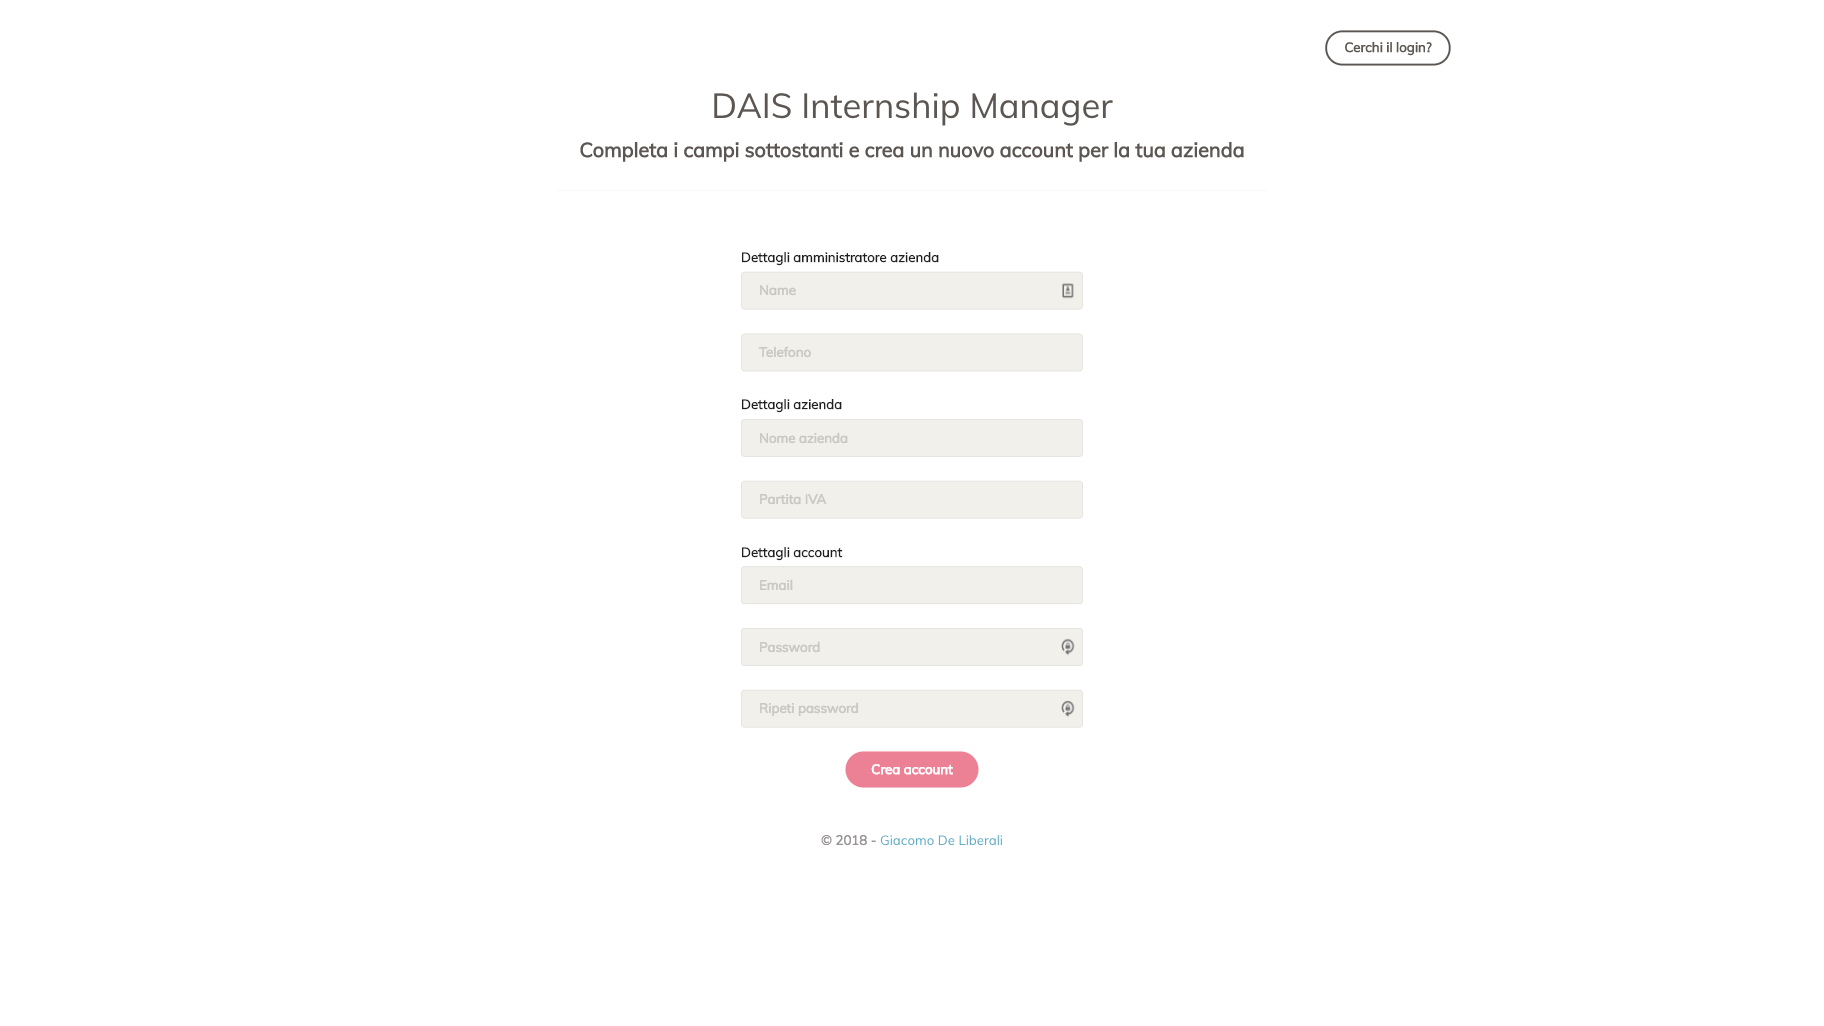 Cerchi il login?
DAIS Internship Manager
Completa i campi sottostanti e crea un nuovo account per la tua azienda
Dettagli amministratore azienda
Name
Telefono
Dettagli azienda
Nome azienda
Partita IVA
Dettagli account
Email
Password
Ripeti password
Crea account
© 2018 - Giacomo De Liberali